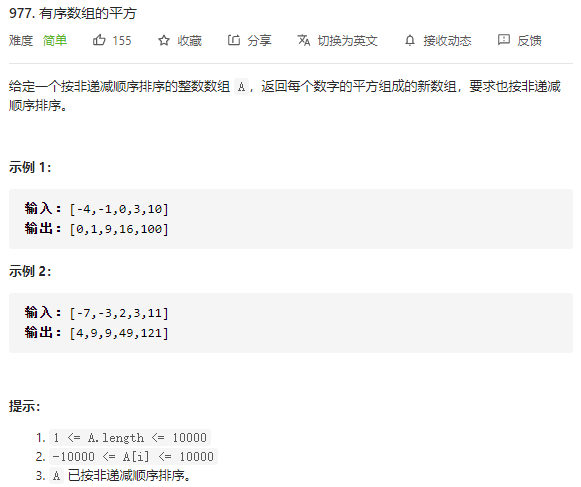 977. 有序数组的平方
难度 简单 155 收藏 分享 切换为英文 接收动态 反馈
给定一个按非递减顺序排序的整数数组 A，返回每个数字的平方组成的新数组，要求也按非递减
顺序排序。
示例 1：
输入：[-4,-1,0,3,10]
输出：[0,1,9,16,100]
示例 2：
输入：[-7,-3,2,3,11]
输出：[4,9,9,49,121]
提示：
1. 1 <= A.length <= 10000
2. -10000 <= A[i] <= 10000
3. A 已按非递减顺序排序。